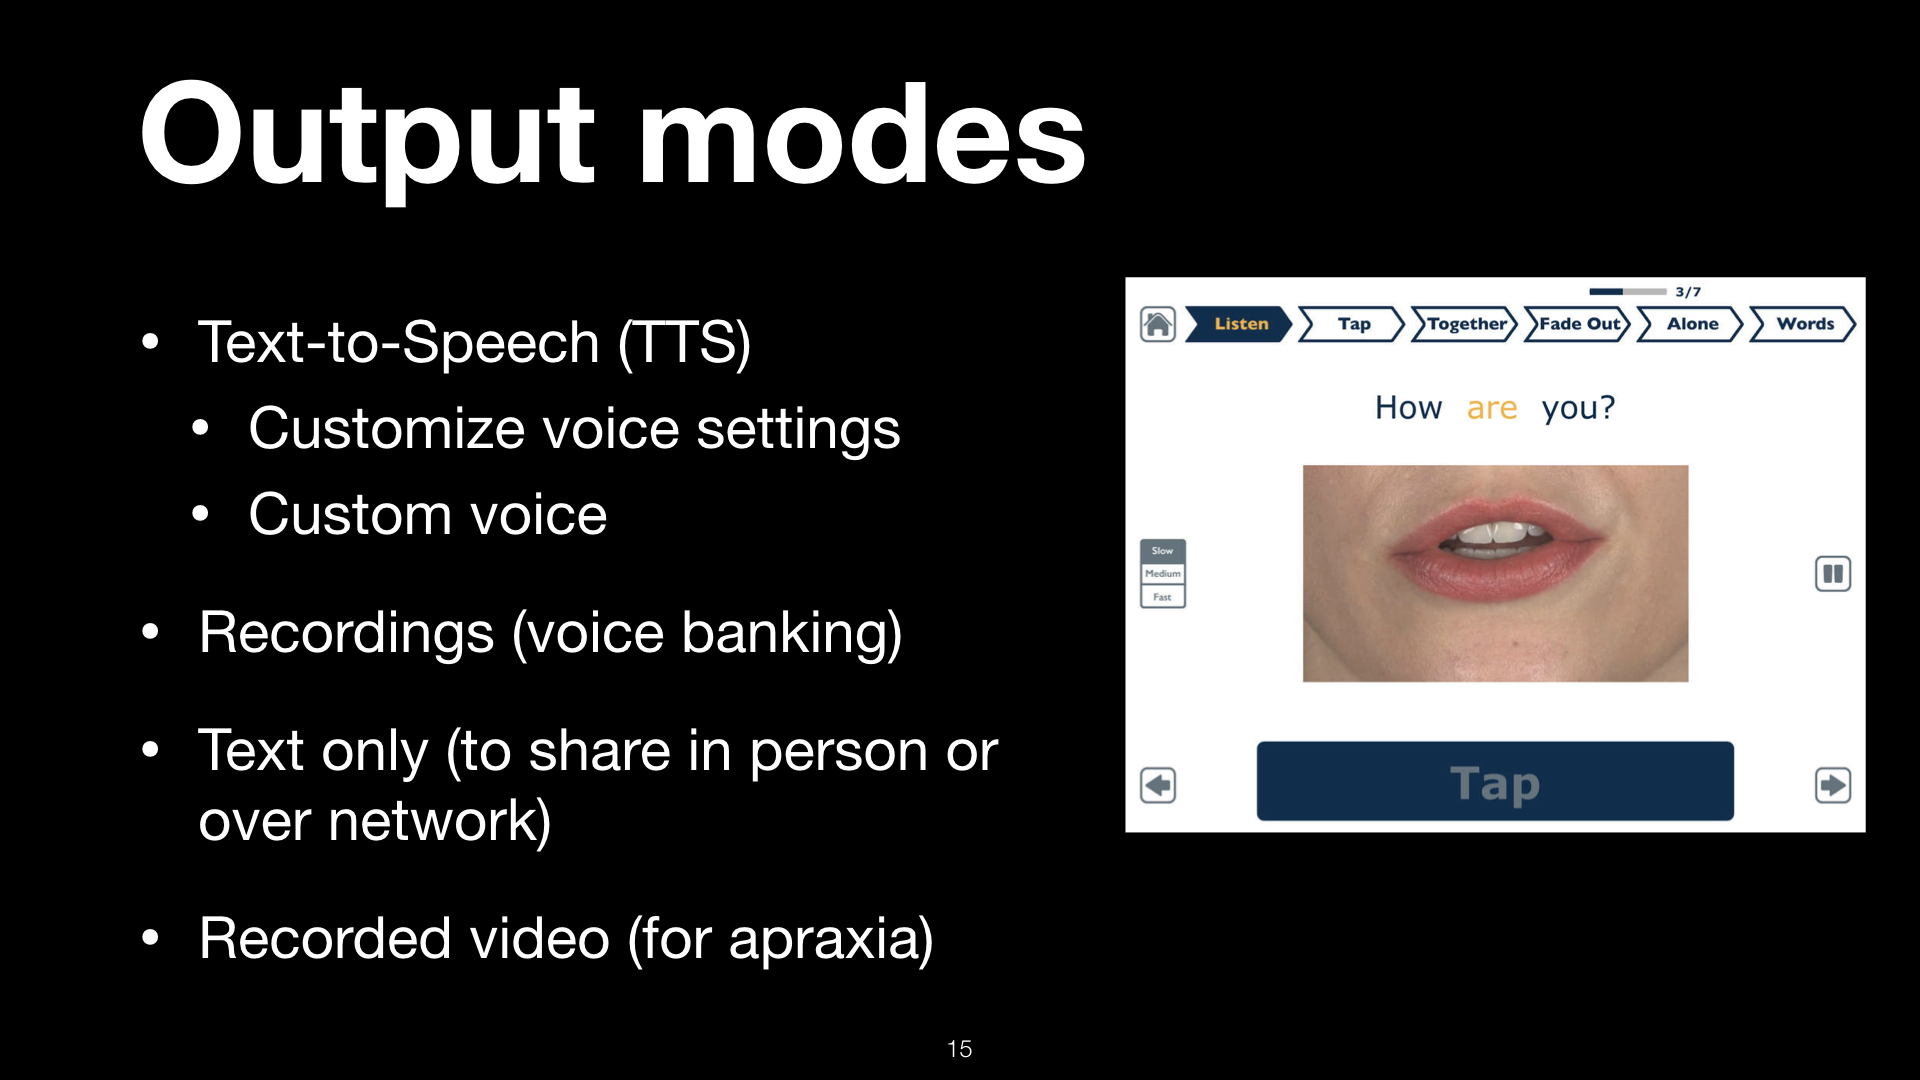 Output modes
• Text-to-Speech (TTS)
• Customize voice settings
• Custom voice
• Recordings (voice banking)
• Text only (to share in person or
over network)
• Recorded video (for apraxia)
3/7
Listen Tap Together Fade Out Alone Words
How are you?
Slow
Medium
Fast
Tap
15